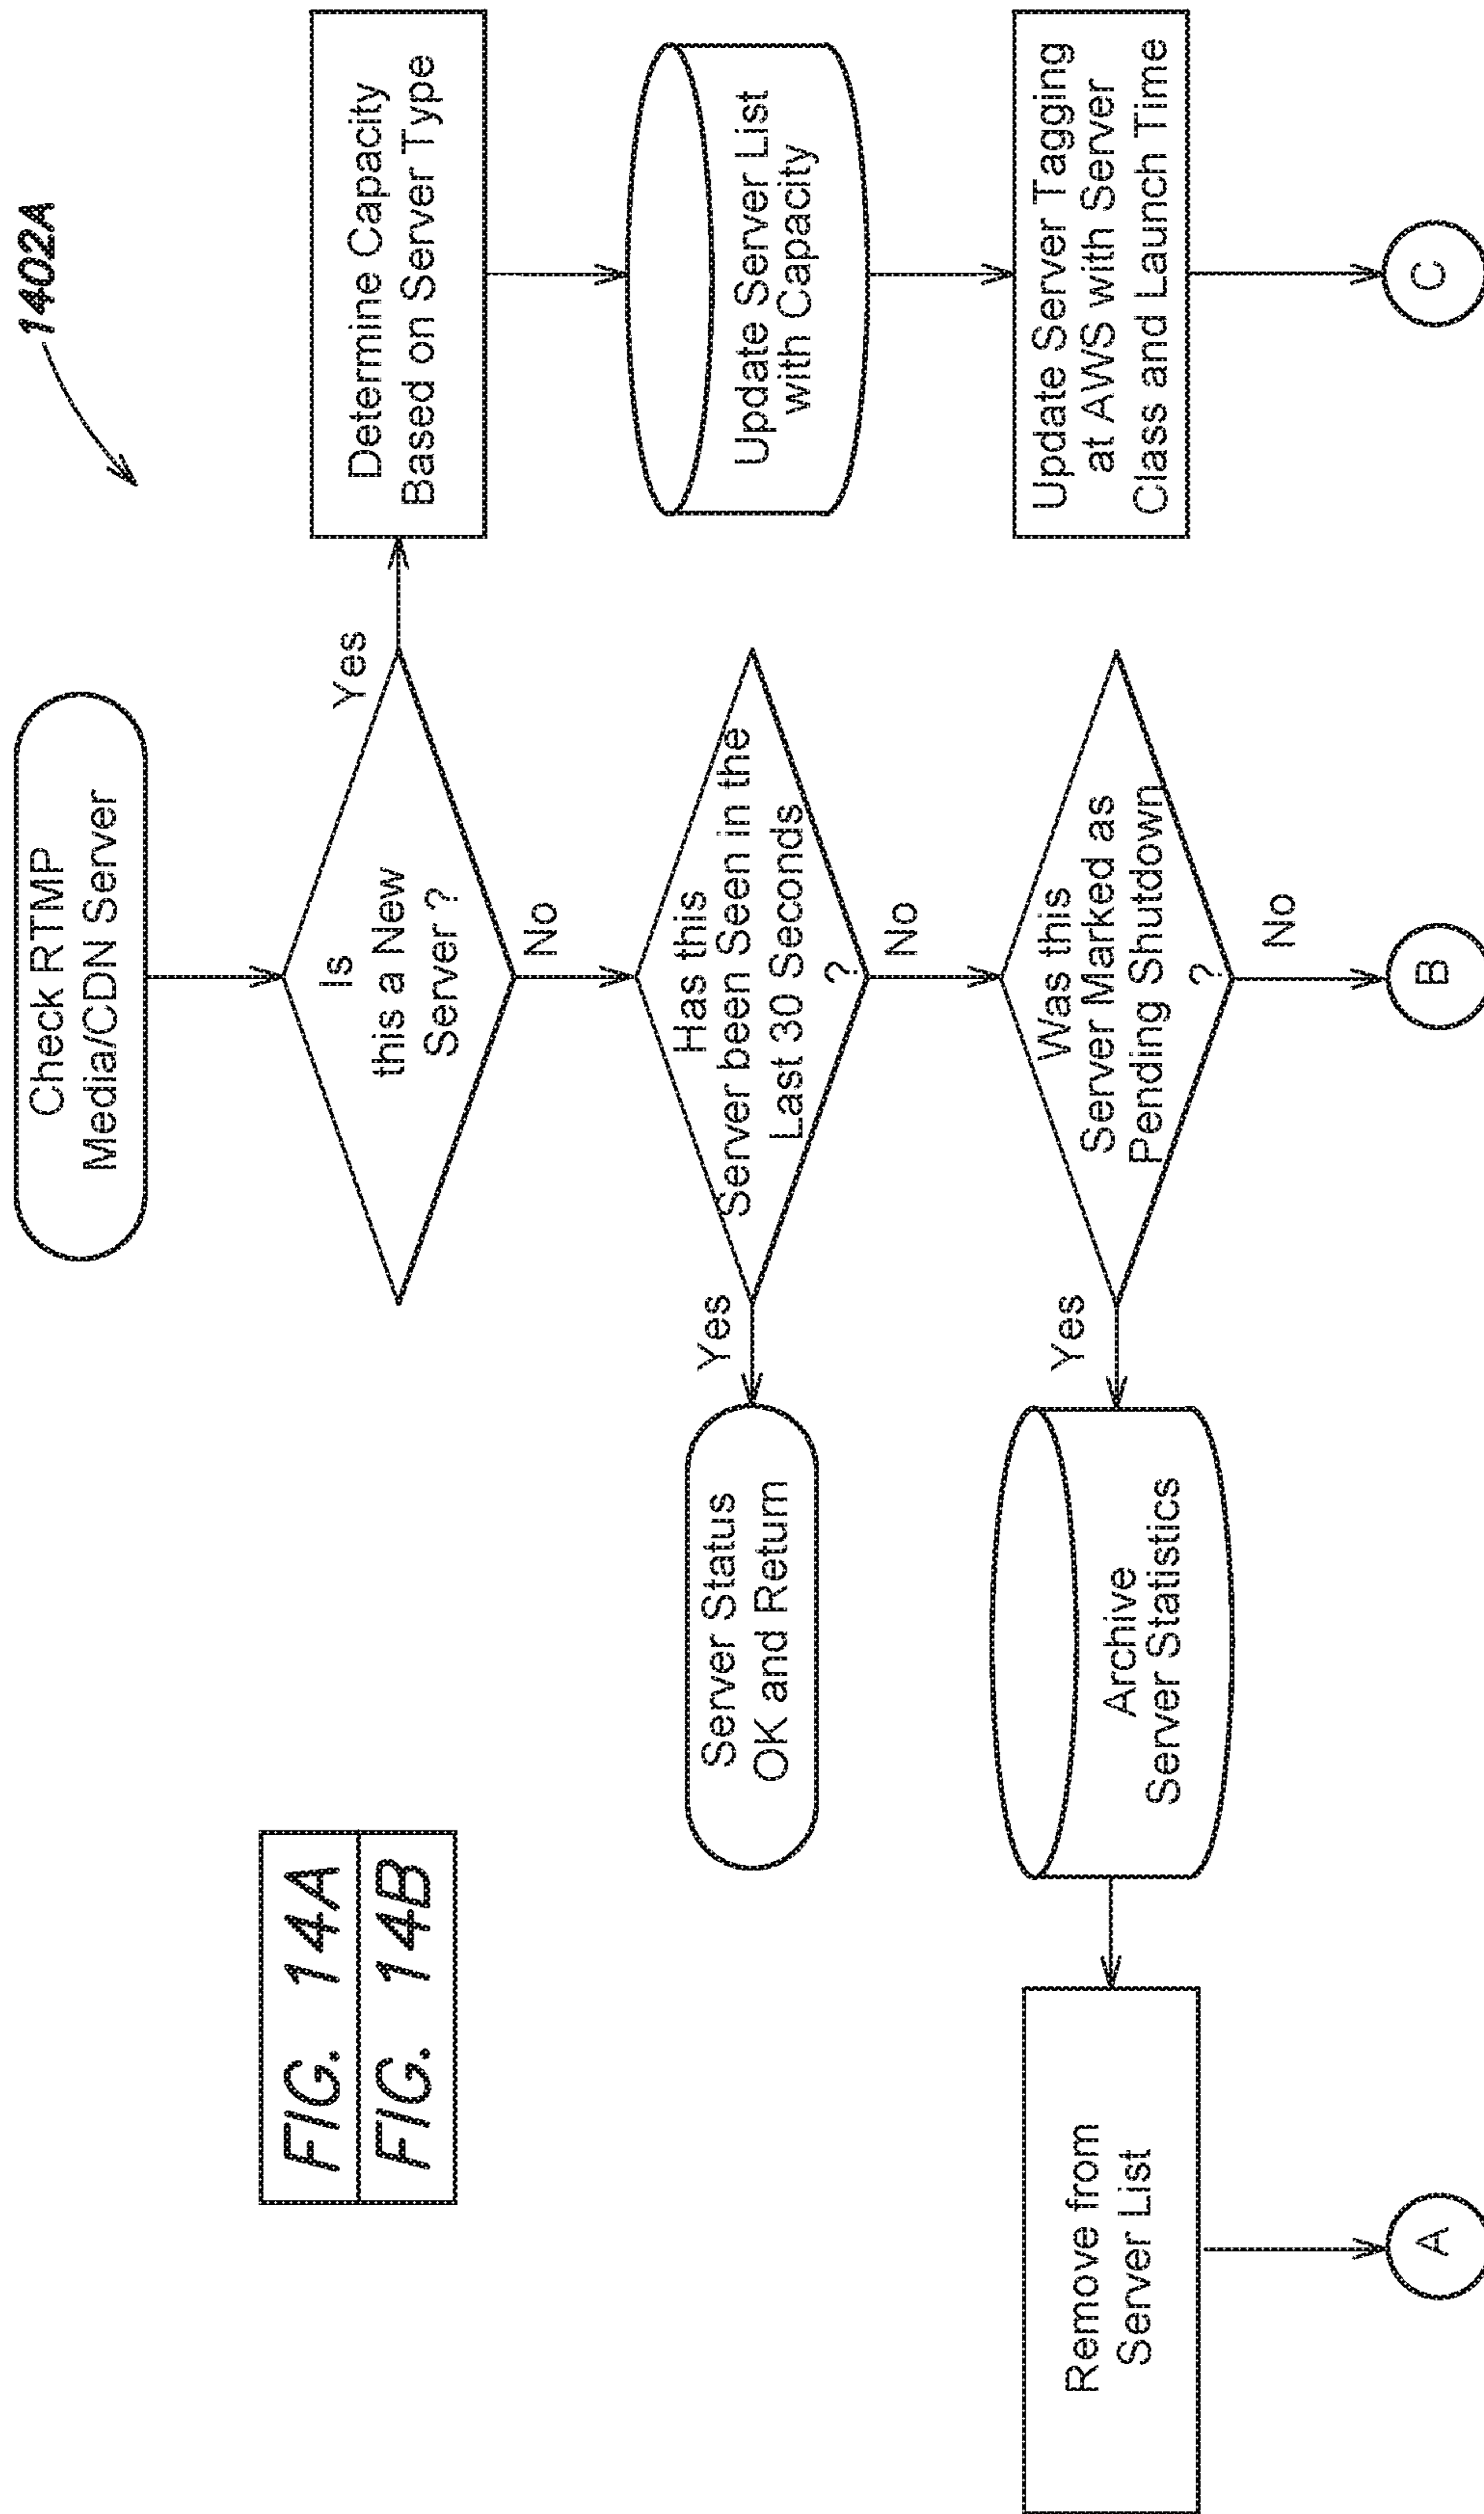 1402A
Check RTMP
Media/CDN Server
Is
this a New
Server ?
Yes
No
Determine Capacity
Based on Server Type
Update Server List
with Capacity
Update Server Tagging
at AWS with Server
Class and Launch Time
C
Has this
Server been Seen in the
Last 30 Seconds
?
Yes
No
Server Status
OK and Return
Was this
Server Marked as
Pending Shutdown
?
Yes
No
B
Archive
Server Statistics
Remove from
Server List
A
FIG. 14A
FIG. 14B